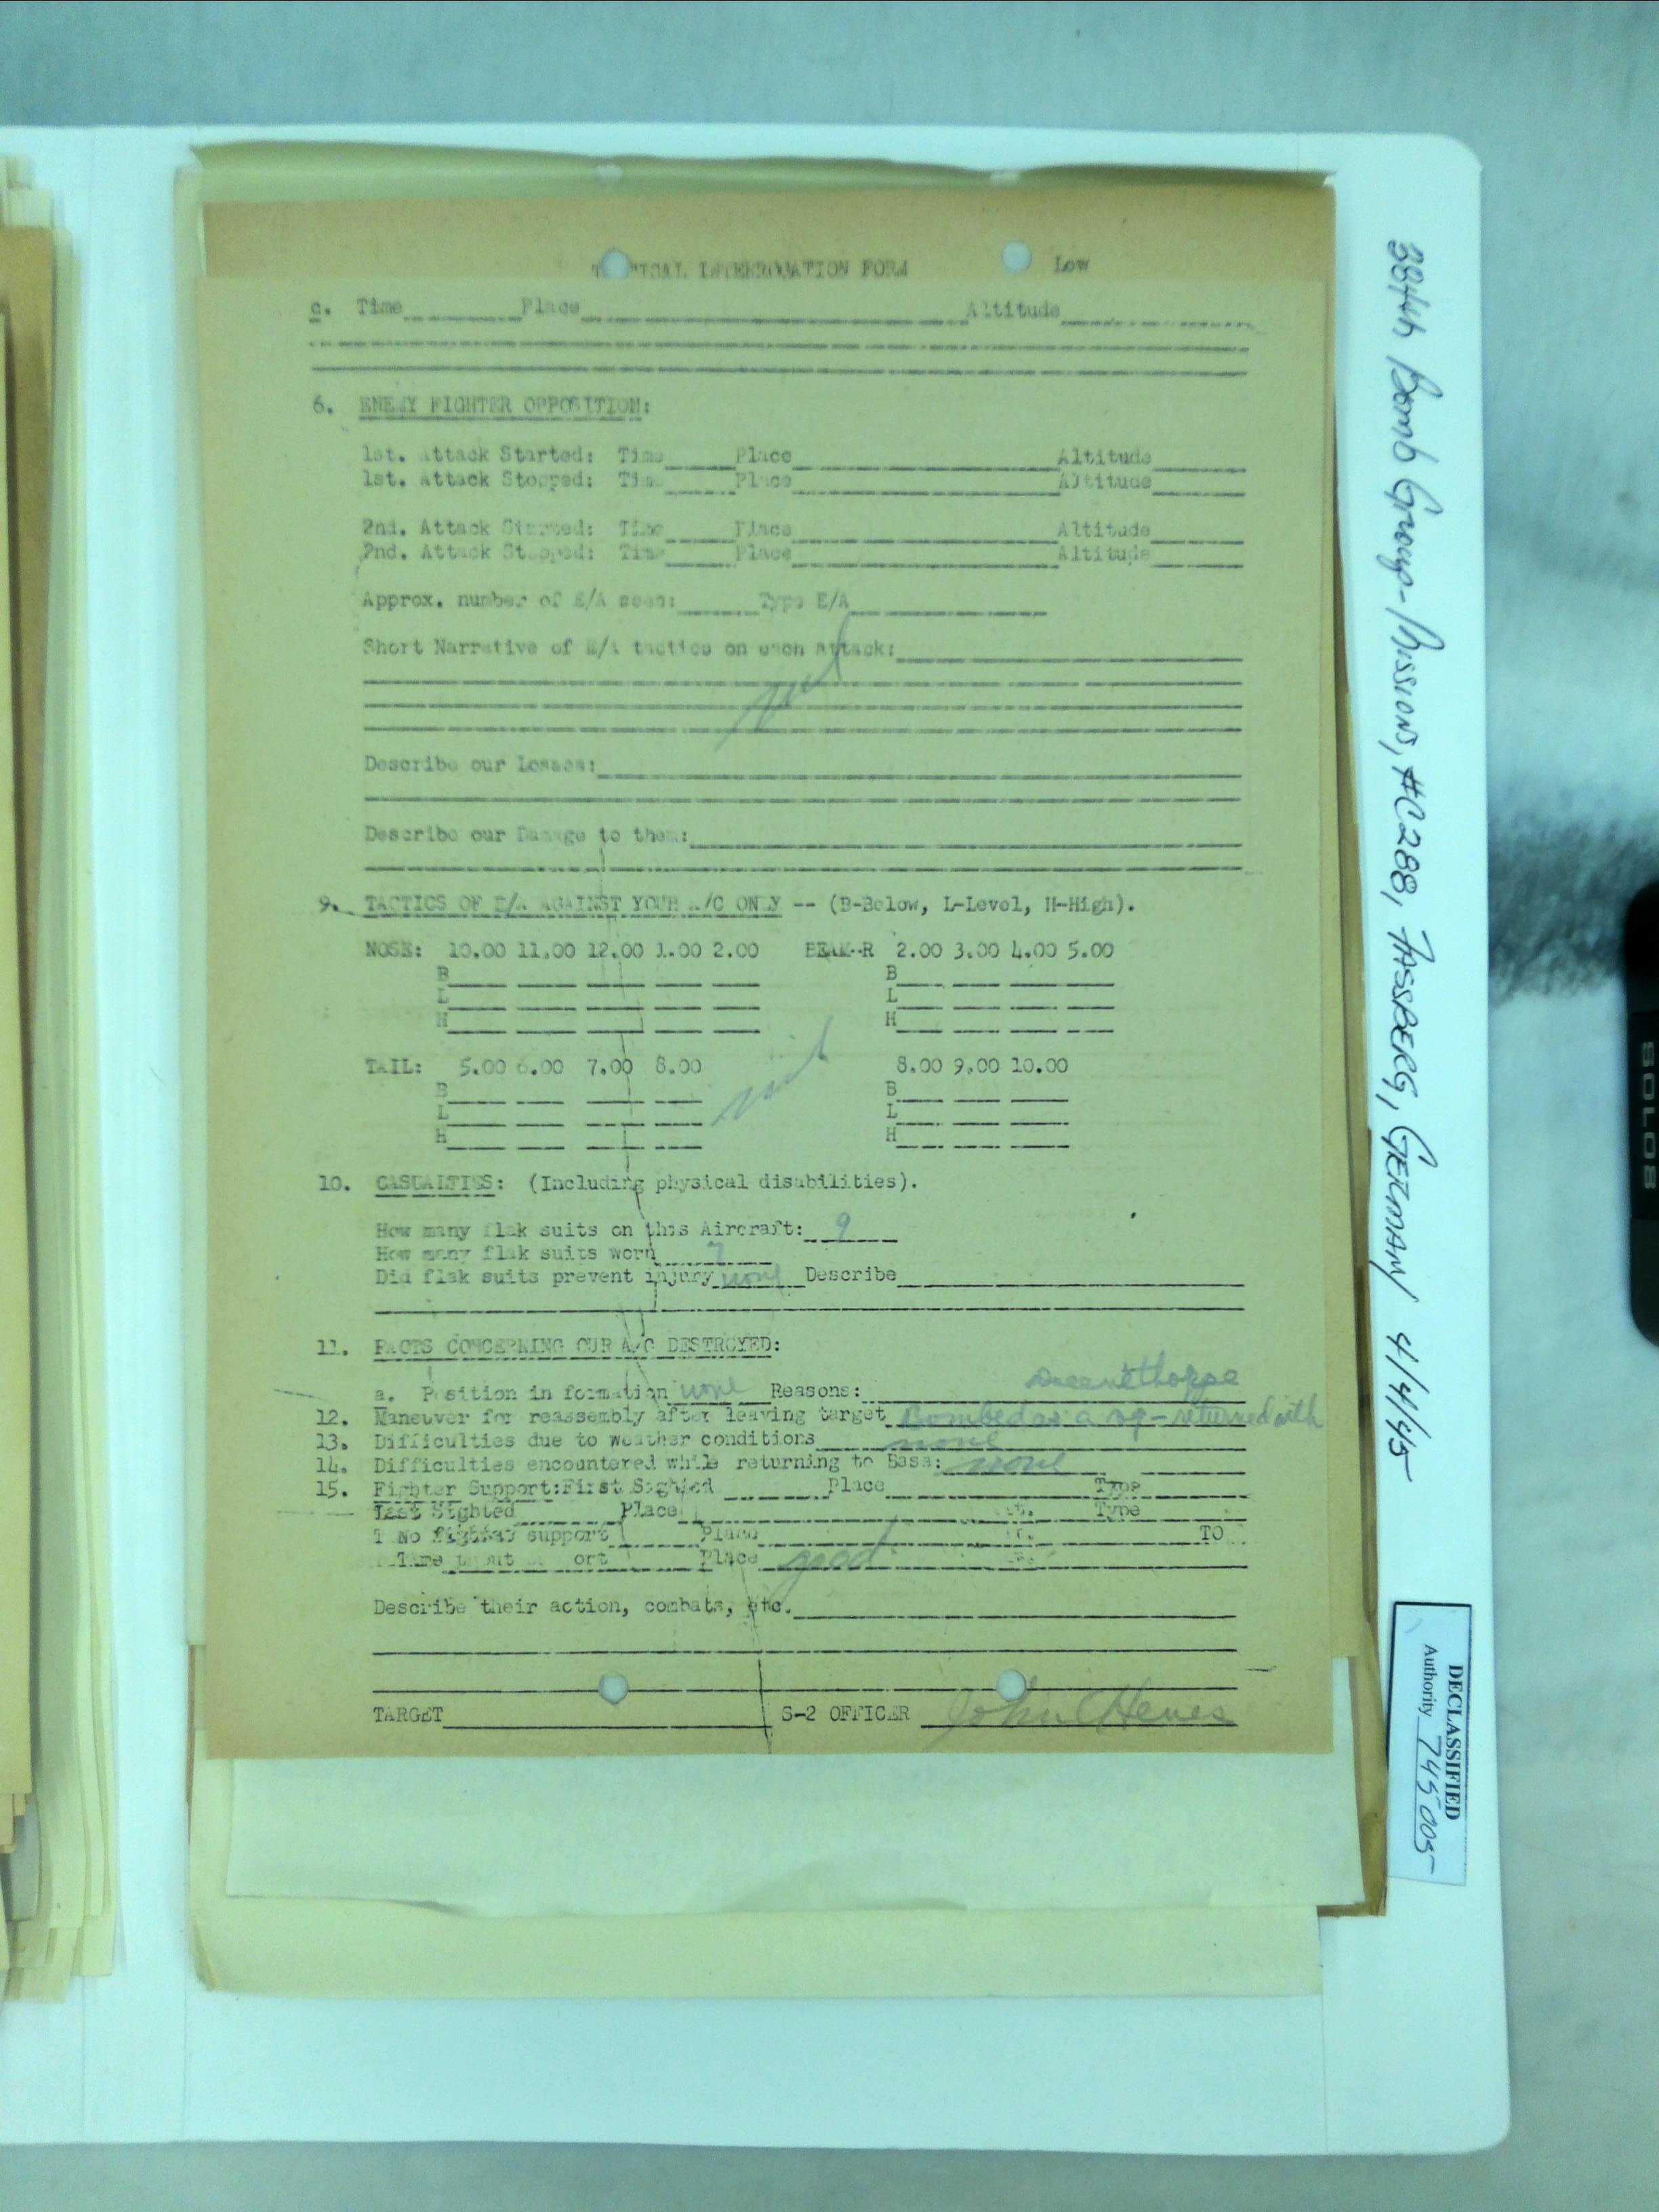 TACTICAL INTERROGATION FORM Low
c. Time Place Altitude
6. ENEMY FIGHTER OPPOSITION:
1st. Attack Started: Time Place Altitude
1st. Attack Stopped: Time Place Altitude
2nd. Attack Started: Time Place Altitude
2nd. Attack Stopped: Time Place Altitude
Approx. number of E/A seen: Type E/A
Short Narrative of E/A tactics on each attack:
Describe our Losses:
Describe our Damage to them:
9. TACTICS OF E/A AGAINST YOUR A/C ONLY -- (B-Below, L-Level, H-High).
NOSE: 10.00 11.00 12.00 1.00 2.00 BEAM-R 2.00 3.00 4.00 5.00
B B
L L
H H
TAIL: 5.00 6.00 7.00 8.00 8.00 9.00 10.00
B B
L L
H H
10. CASUALTIES: (Including physical disabilities).
How many flak suits on this Aircraft: 9
How many flak suits worn 7
Did flak suits prevent injury none Describe
11. FACTS CONCERNING OUR A/C DESTROYED:
a. Position in formation none Reasons: Deenethorpe
12. Maneuver for reassembly after leaving target Bombed as a - returned with
13. Difficulties due to weather conditions none
14. Difficulties encountered while returning to Base: none
15. Fighter Support: First Sighted Place Type
Last Sighted Place Type
No support Place TO
Time Place good
Describe their action, combats, etc.
TARGET S-2 OFFICER John
384th Bomb Group-Missions, #C288, FASSBERG, GERMANY 4/4/45
DECLASSIFIED
Authority 745005
SOLOS